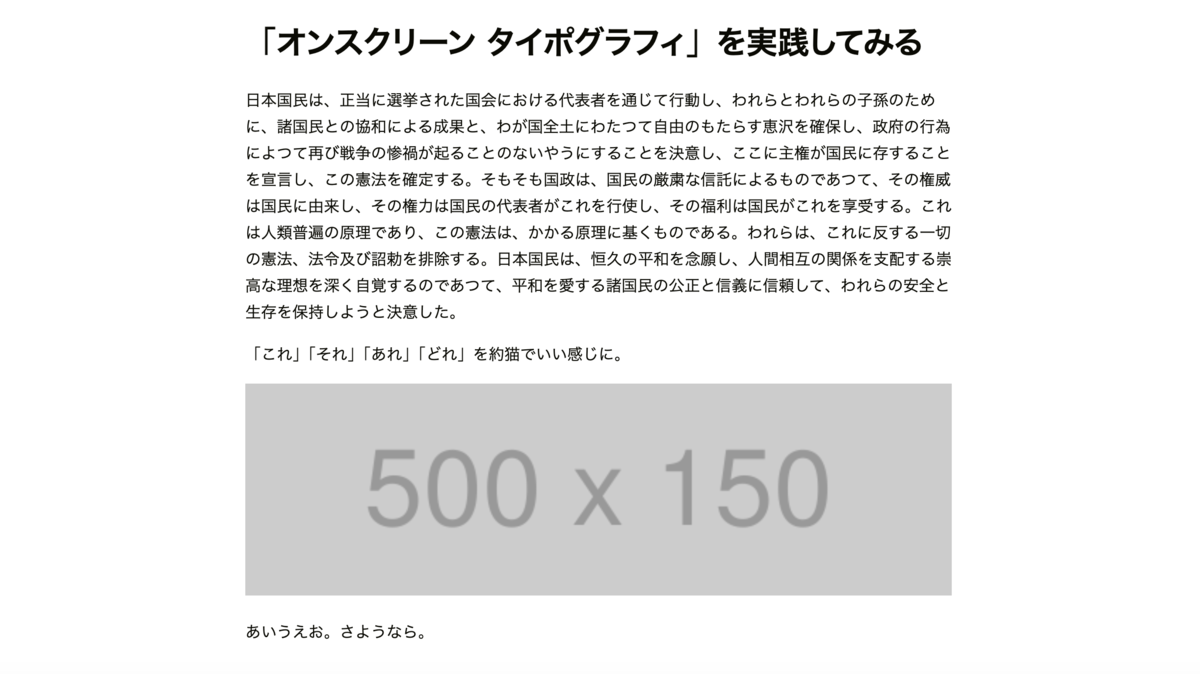 「オンスクリーン タイポグラフィ」を実践してみる
日本国民は、正当に選挙された国会における代表者を通じて行動し、われらとわれらの子孫のため
に、諸国民との協和による成果と、わが国全土にわたつて自由のもたらす恵沢を確保し、政府の行為
によつて再び戦争の惨禍が起ることのないやうにすることを決意し、ここに主権が国民に存すること
を宣言し、この憲法を確定する。そもそも国政は、国民の厳粛な信託によるものであつて、その権威
は国民に由来し、その権力は国民の代表者がこれを行使し、その福利は国民がこれを享受する。これ
は人類普遍の原理であり、この憲法は、かかる原理に基くものである。われらは、これに反する一切
の憲法、法令及び詔勅を排除する。日本国民は、恒久の平和を念願し、人間相互の関係を支配する崇
高な理想を深く自覚するのであつて、平和を愛する諸国民の公正と信義に信頼して、われらの安全と
生存を保持しようと決意した。
「これ」「それ」「あれ」「どれ」を約猫でいい感じに。
500 x 150
あいうえお。さようなら。